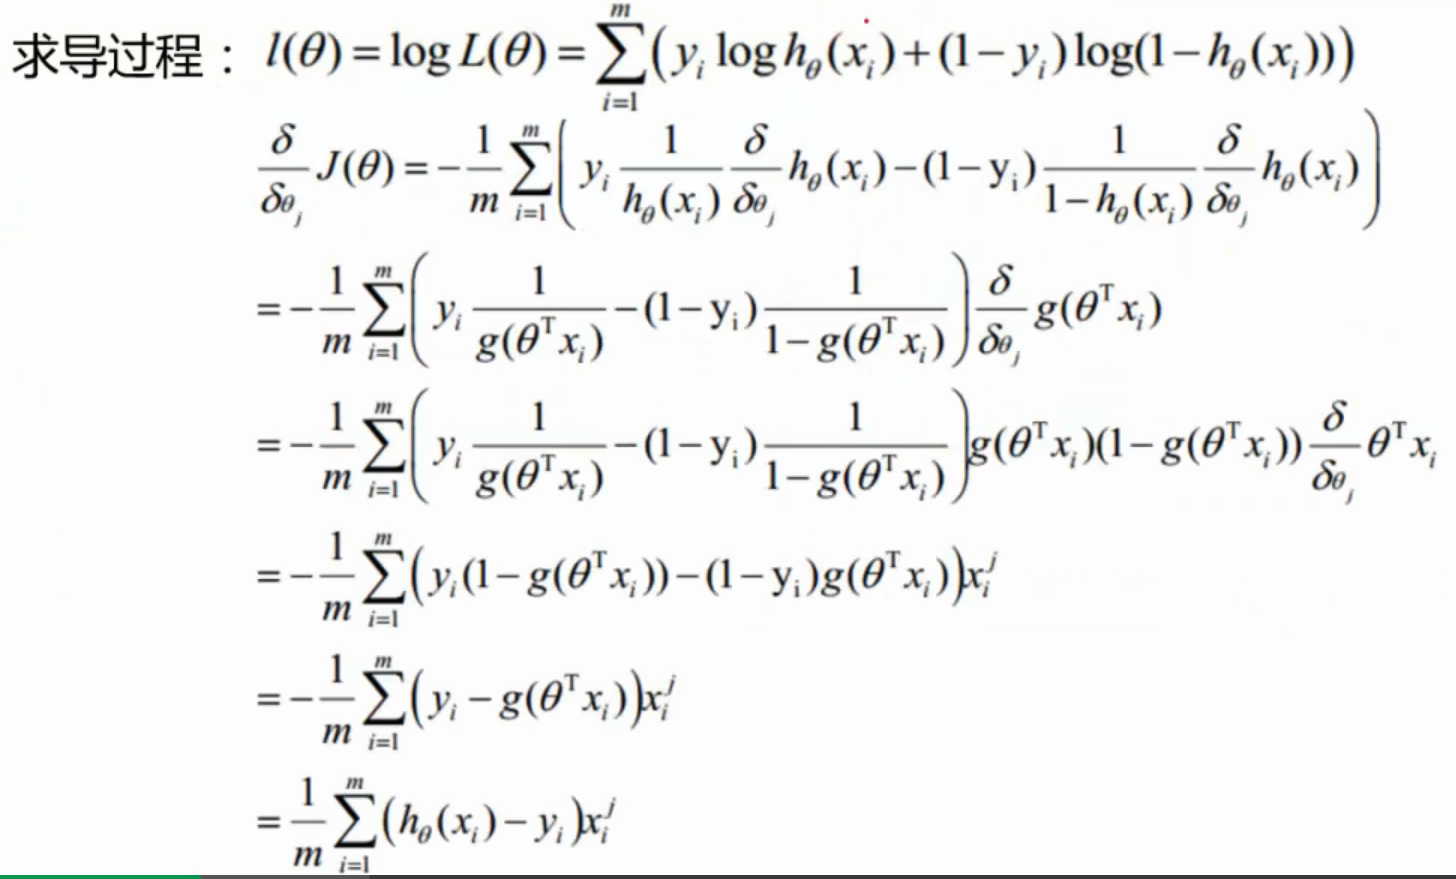 求导过程： l(θ) = log L(θ) = ∑_{i=1}^{m} (y_i log h_θ(x_i) + (1 − y_i) log(1 − h_θ(x_i)))
δ/δθ_j J(θ) = − 1/m ∑_{i=1}^{m} ( y_i 1/h_θ(x_i) δ/δθ_j h_θ(x_i) − (1 − y_i) 1/(1 − h_θ(x_i)) δ/δθ_j h_θ(x_i) )
= − 1/m ∑_{i=1}^{m} ( y_i 1/g(θ^T x_i) − (1 − y_i) 1/(1 − g(θ^T x_i)) ) δ/δθ_j g(θ^T x_i)
= − 1/m ∑_{i=1}^{m} ( y_i 1/g(θ^T x_i) − (1 − y_i) 1/(1 − g(θ^T x_i)) ) g(θ^T x_i)(1 − g(θ^T x_i)) δ/δθ_j θ^T x_i
= − 1/m ∑_{i=1}^{m} (y_i(1 − g(θ^T x_i)) − (1 − y_i)g(θ^T x_i)) x_i^j
= − 1/m ∑_{i=1}^{m} (y_i − g(θ^T x_i)) x_i^j
= 1/m ∑_{i=1}^{m} (h_θ(x_i) − y_i) x_i^j